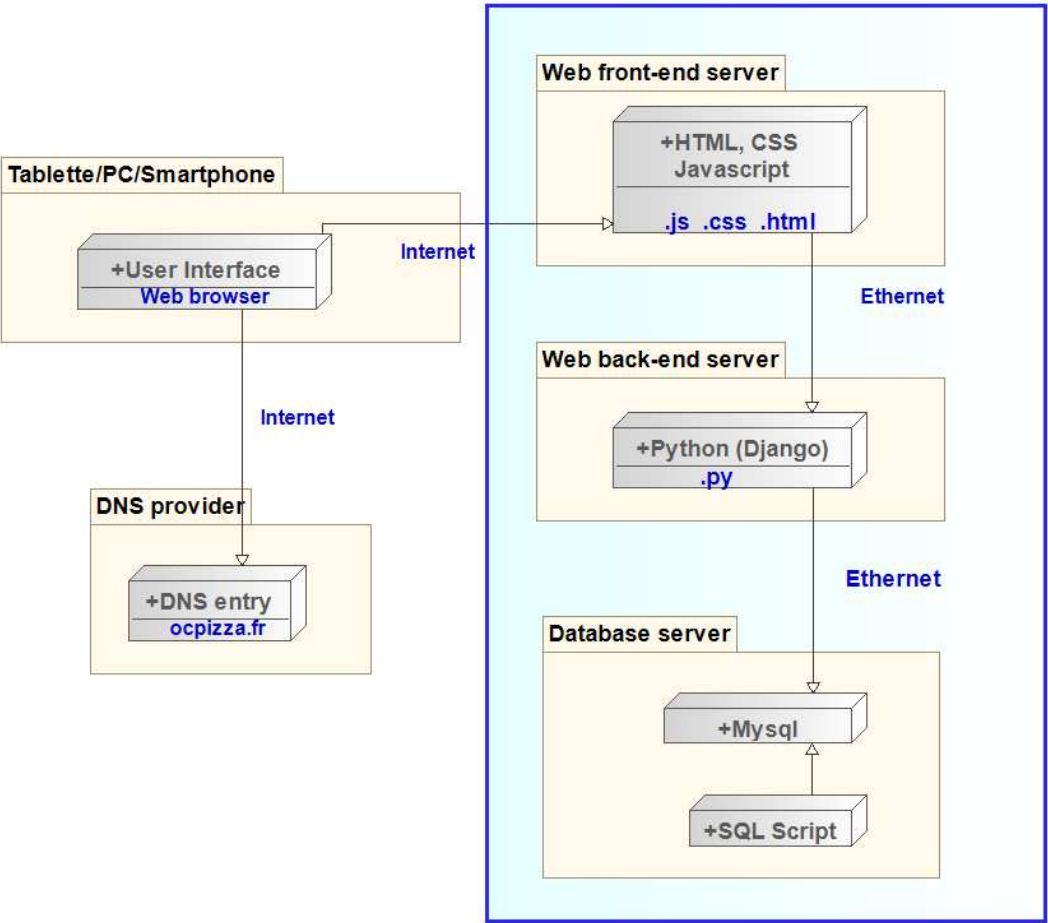 Web front-end server
+HTML, CSS
Javascript
.js .css .html
Tablette/PC/Smartphone
+User Interface
Web browser
Internet
Ethernet
Web back-end server
+Python (Django)
.py
Internet
DNS provider
+DNS entry
ocpizza.fr
Ethernet
Database server
+Mysql
+SQL Script